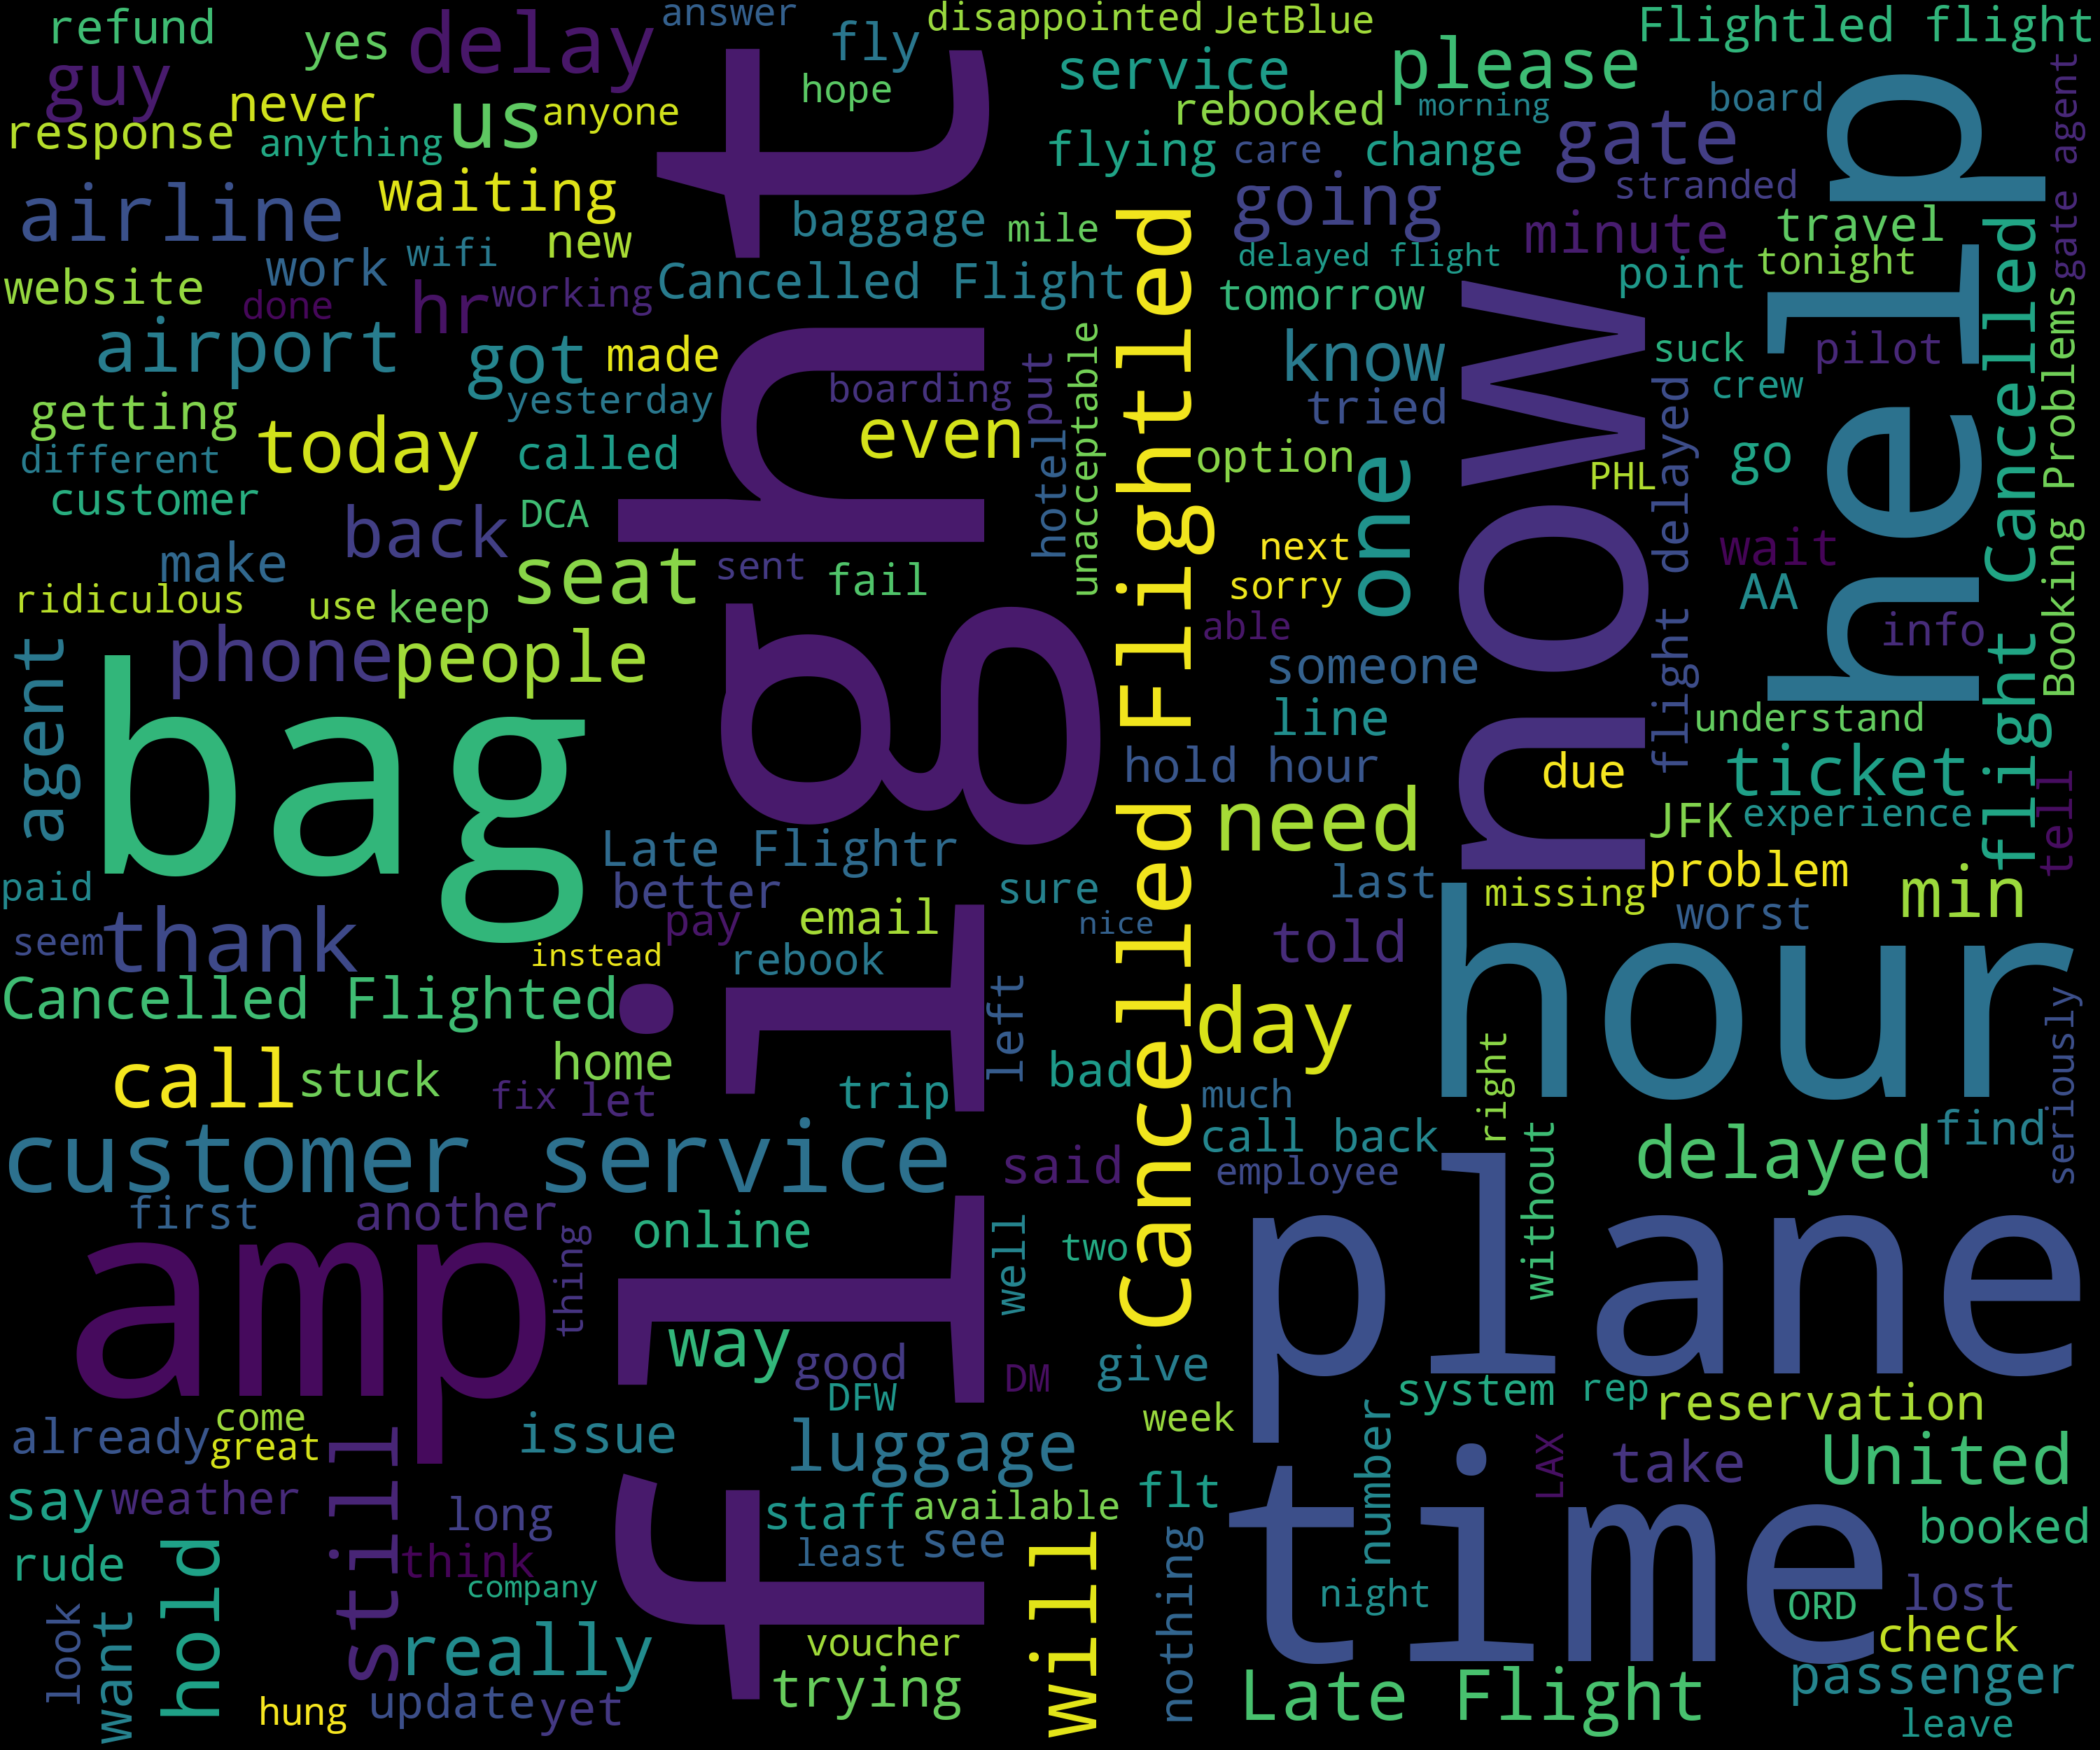 refund
yes
delay
answer
fly
disappointed
JetBlue
Flightled flight
guy
never
us
anyone
hope
service
please
rebooked
morning
board
response
anything
flying
care
change
gate
gate agent
airline
waiting
baggage
mile
going
stranded
minute
travel
work
wifi
new
delayed flight
point
tonight
website
done
hr
working
Cancelled Flight
tomorrow
airport
got
made
know
suck
pilot
yesterday
boarding
hotel
put
unacceptable
tried
crew
getting
today
even
different
called
option
one
PHL
go
customer
back
DCA
flight
now
help
flight delayed
flight Cancelled
Booking Problems
make
seat
sent
fail
next
wait
ridiculous
use
keep
sorry
AA
able
info
agent
phone
people
someone
bag
line
understand
hold hour
due
ticket
need
JFK
experience
tell
Late Flightr
problem
paid
better
sure
last
missing
min
thank
pay
email
nice
worst
seem
instead
rebook
told
Cancelled Flighted
left
Cancelled Flightled
day
hour
call
stuck
home
fix
let
trip
bad
much
right
seriously
customer service
call back
without
delayed
find
said
employee
first
another
thing
online
well
two
plane
amp
way
good
DM
give
DFW
system
rep
reservation
already
come
great
still
issue
luggage
week
number
LAX
take
United
say
weather
long
staff
available
flt
time
booked
rude
hold
think
least
see
will
nothing
night
ORD
lost
company
look
want
really
voucher
check
hung
update
yet
trying
Late Flight
passenger
leave